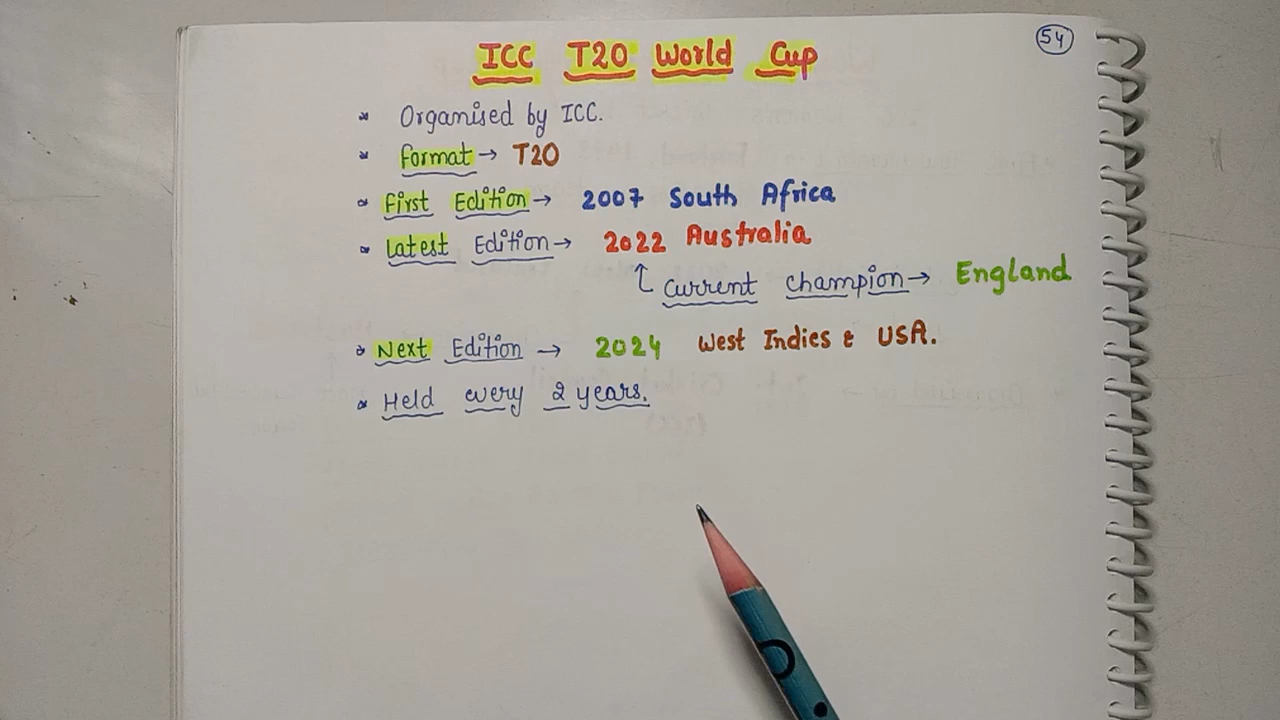 54
ICC T20 World Cup
* Organised by ICC.
* Format → T20
* First Edition → 2007 South Africa
* Latest Edition → 2022 Australia
↑ Current champion → England
* Next Edition → 2024 West Indies & USA.
* Held every 2 years.